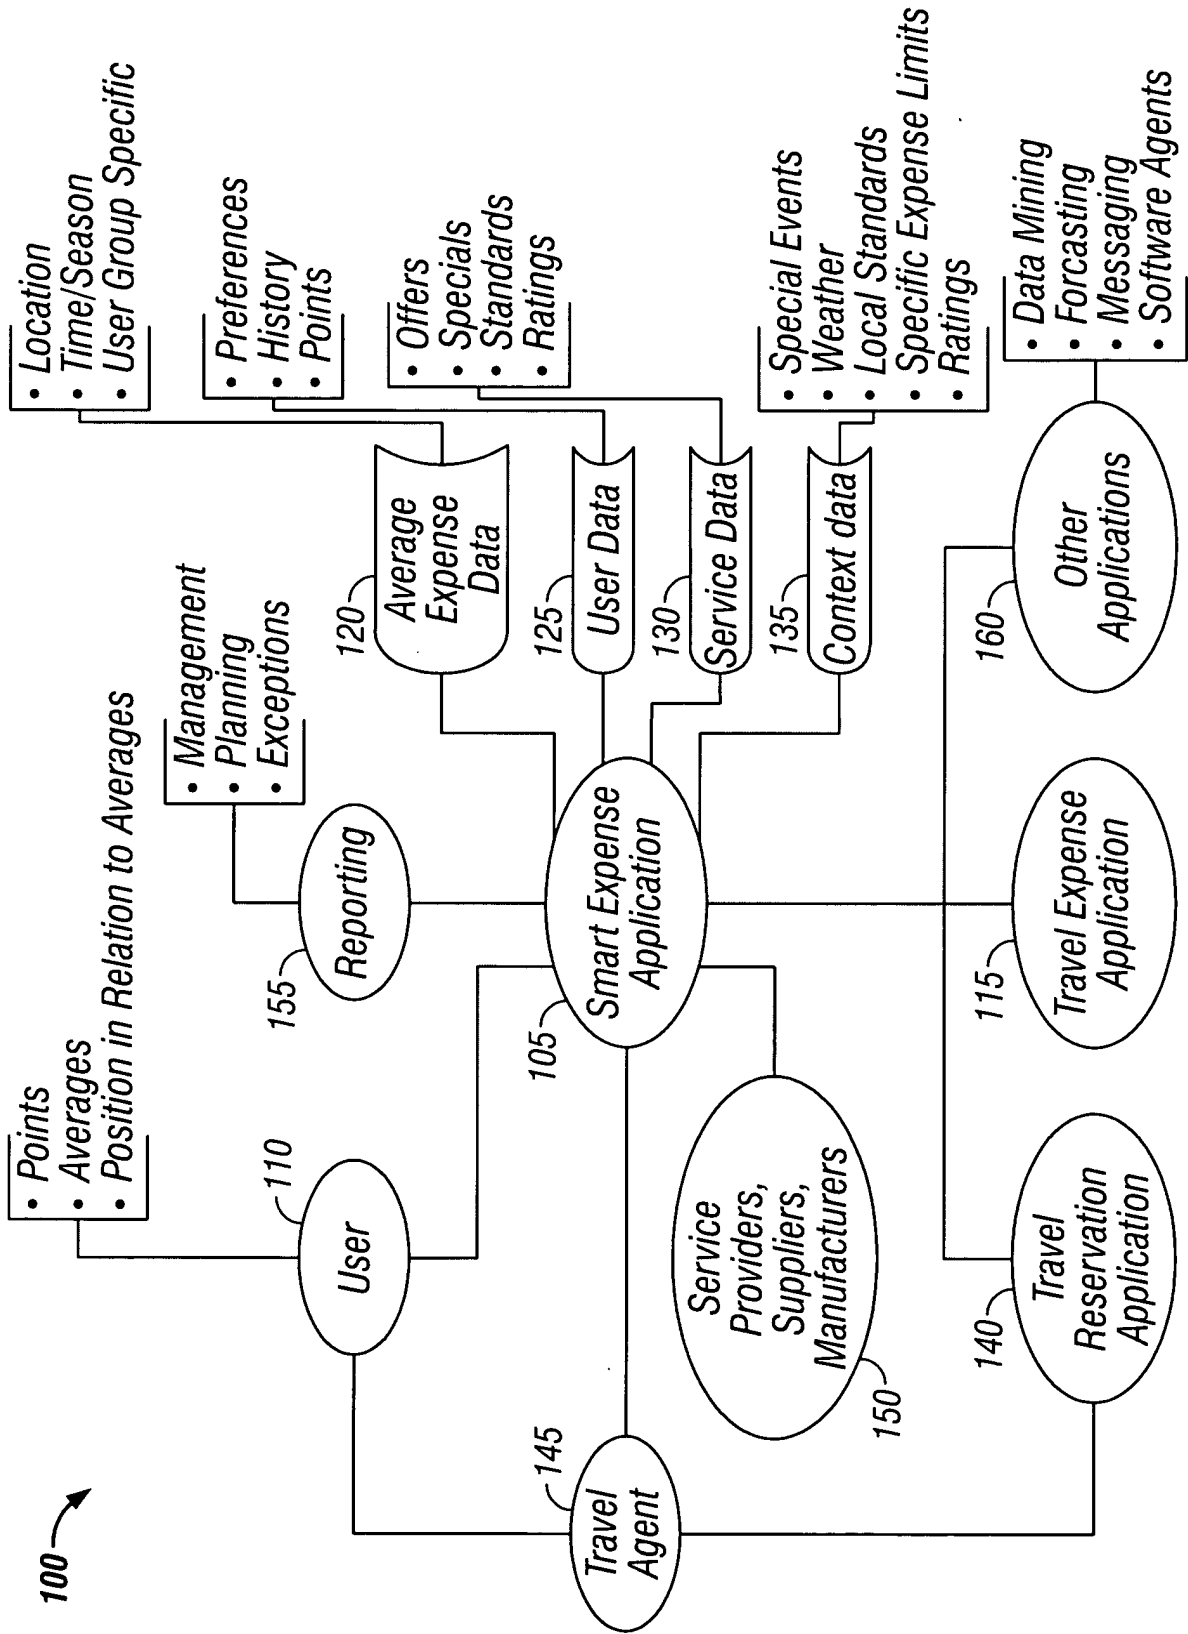 100
• Points
• Averages
• Position in Relation to Averages
• Management
• Planning
• Exceptions
• Location
• Time/Season
• User Group Specific
110
User
155
Reporting
120
Average
Expense
Data
• Preferences
• History
• Points
125
User Data
• Offers
• Specials
• Standards
• Ratings
145
Travel
Agent
105
Smart Expense
Application
130
Service Data
150
Service
Providers,
Suppliers,
Manufacturers
135
Context data
• Special Events
• Weather
• Local Standards
• Specific Expense Limits
• Ratings
140
Travel
Reservation
Application
115
Travel Expense
Application
160
Other
Applications
• Data Mining
• Forcasting
• Messaging
• Software Agents